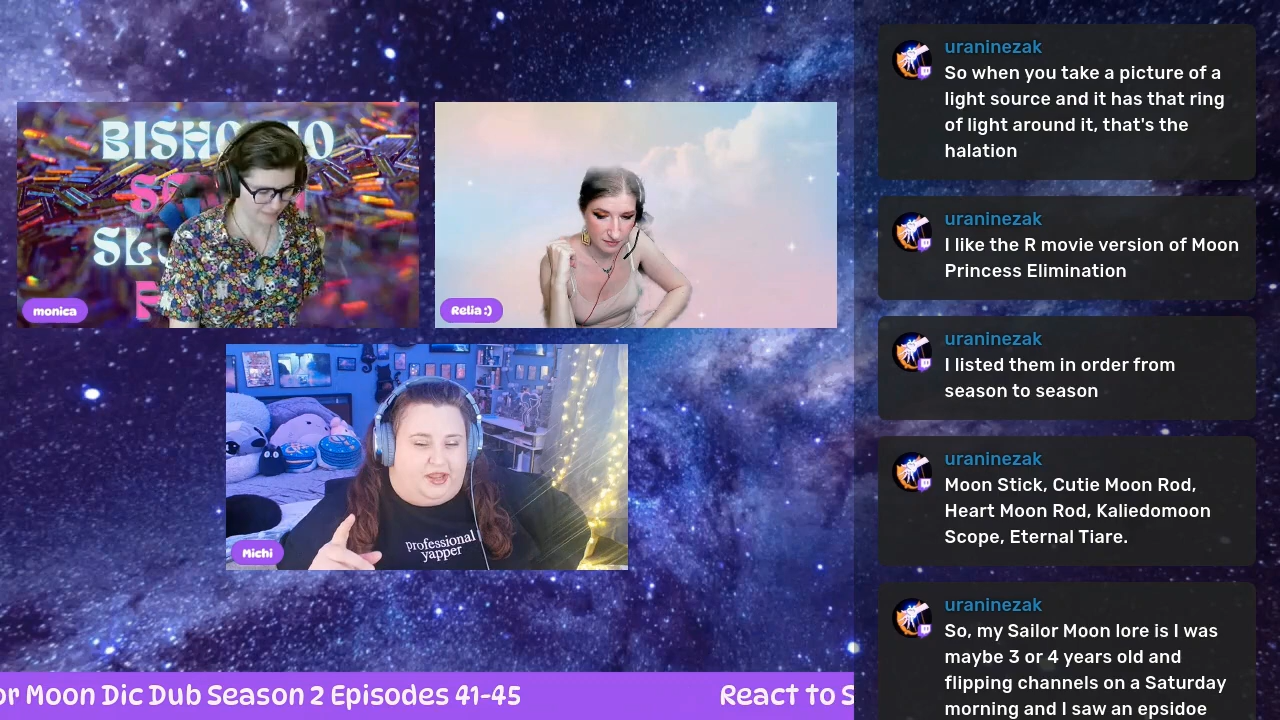 BISHO
monica
Relia :)
professional
yapper
Michi
or Moon Dic Dub Season 2 Episodes 41-45
React to S
uraninezak
So when you take a picture of a
light source and it has that ring
of light around it, that's the
halation
uraninezak
I like the R movie version of Moon
Princess Elimination
uraninezak
I listed them in order from
season to season
uraninezak
Moon Stick, Cutie Moon Rod,
Heart Moon Rod, Kaliedomoon
Scope, Eternal Tiare.
uraninezak
So, my Sailor Moon lore is I was
maybe 3 or 4 years old and
flipping channels on a Saturday
morning and I saw an epsidoe